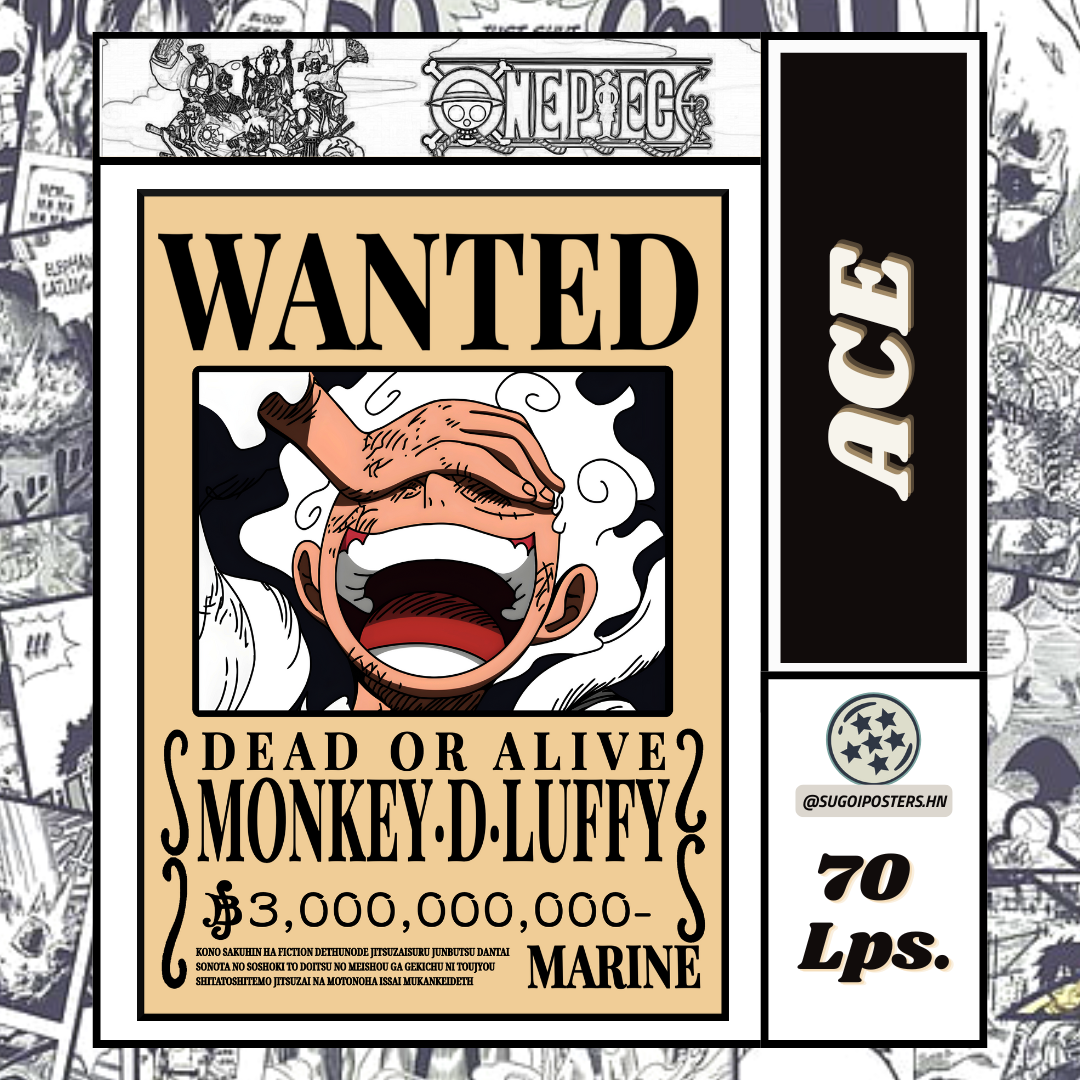 ONE PIECE
WANTED
DEAD OR ALIVE
MONKEY·D·LUFFY
฿3,000,000,000-
KONO SAKUHIN HA FICTION DETHUNODE JITSUZAISURU JUNBUTSU DANTAI
SONOTA NO SOSHOKI TO DOITSU NO MEISHOU GA GEKICHU NI TOUJYOU
SHITATOSHITEMO JITSUZAI NA MOTONOHA ISSAI MUKANKEIDETH
MARINE
ACE
@SUGOIPOSTERS.HN
70
Lps.